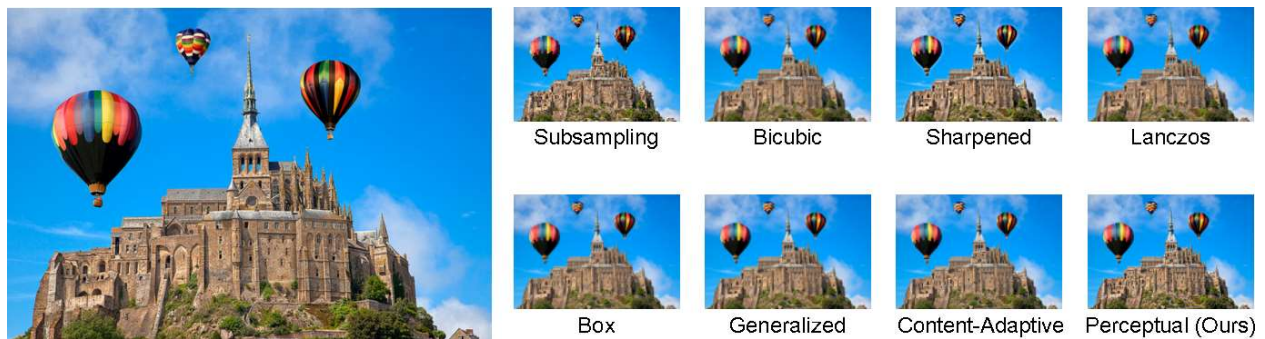 Subsampling
Bicubic
Sharpened
Lanczos
Box
Generalized
Content-Adaptive
Perceptual (Ours)